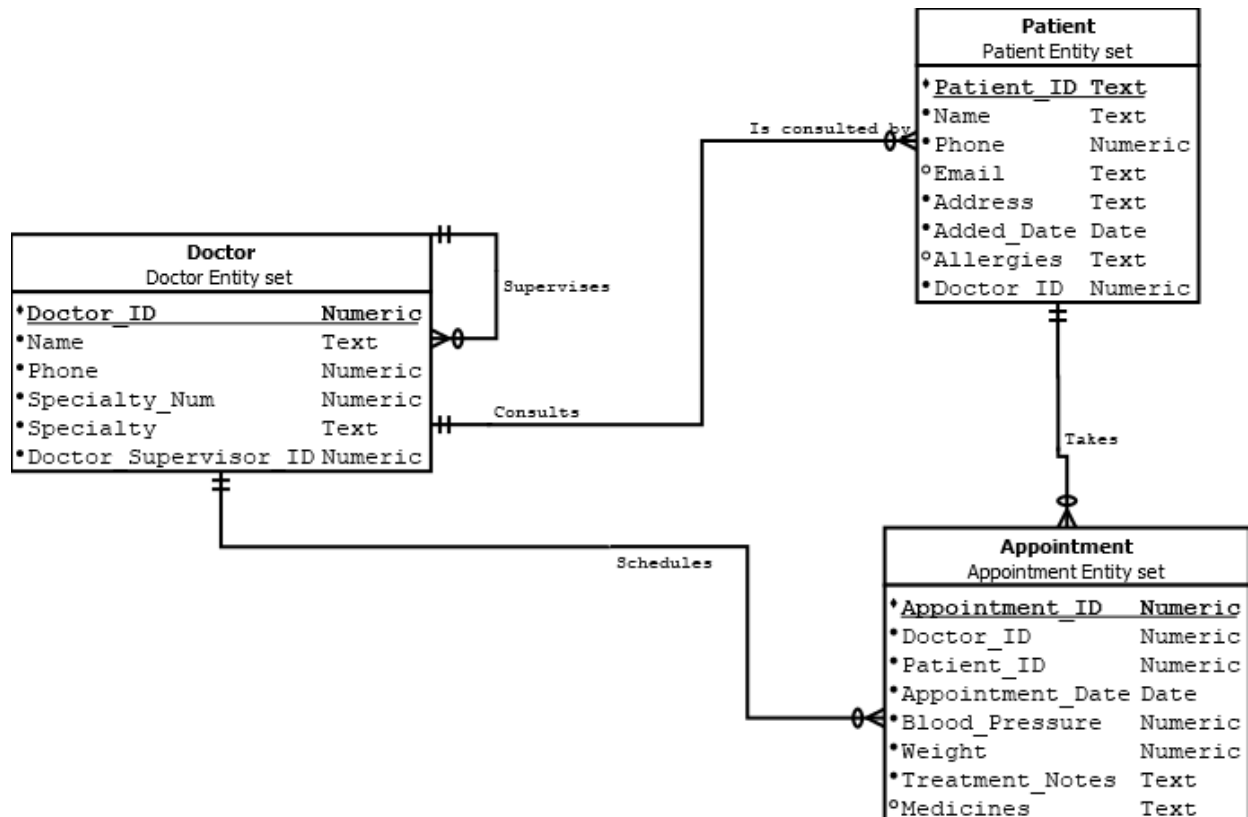 Patient
Patient Entity set
Patient_ID Text
Name Text
Phone Numeric
Email Text
Address Text
Added_Date Date
Allergies Text
Doctor_ID Numeric
Is consulted by
Doctor
Doctor Entity set
Doctor_ID Numeric
Name Text
Phone Numeric
Specialty_Num Numeric
Specialty Text
Doctor_Supervisor_ID Numeric
Supervises
Consults
Takes
Schedules
Appointment
Appointment Entity set
Appointment_ID Numeric
Doctor_ID Numeric
Patient_ID Numeric
Appointment_Date Date
Blood_Pressure Numeric
Weight Numeric
Treatment_Notes Text
Medicines Text